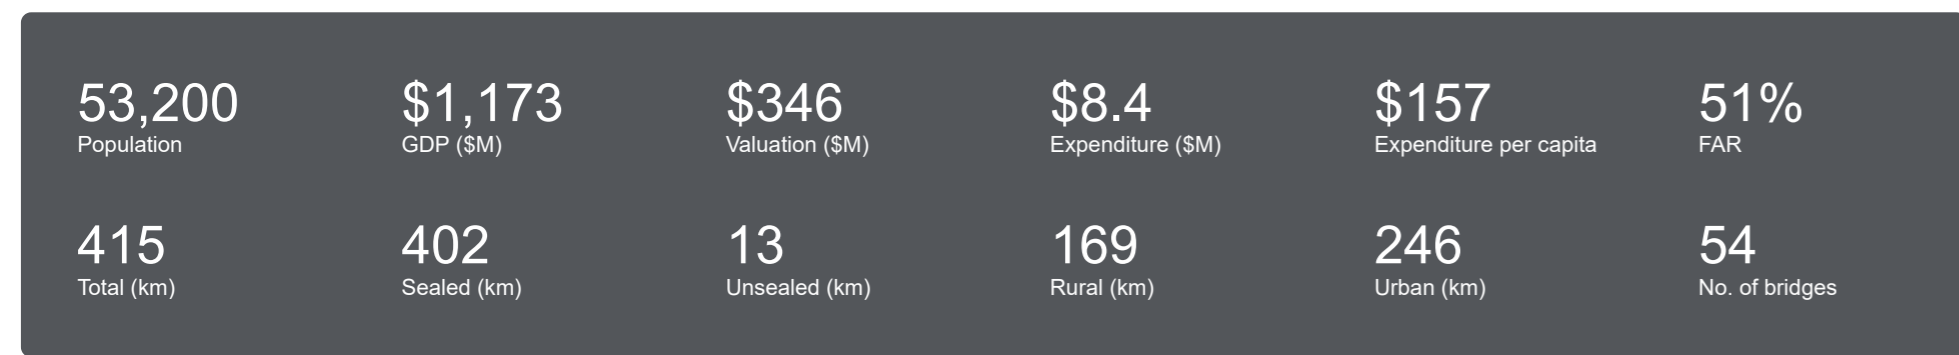 53,200 $1,173 $346 $8.4 $157 51%
Population GDP ($M) Valuation ($M) Expenditure ($M) Expenditure per capita FAR
415 402 13 169 246 54
Total (km) Sealed (km) Unsealed (km) Rural (km) Urban (km) No. of bridges